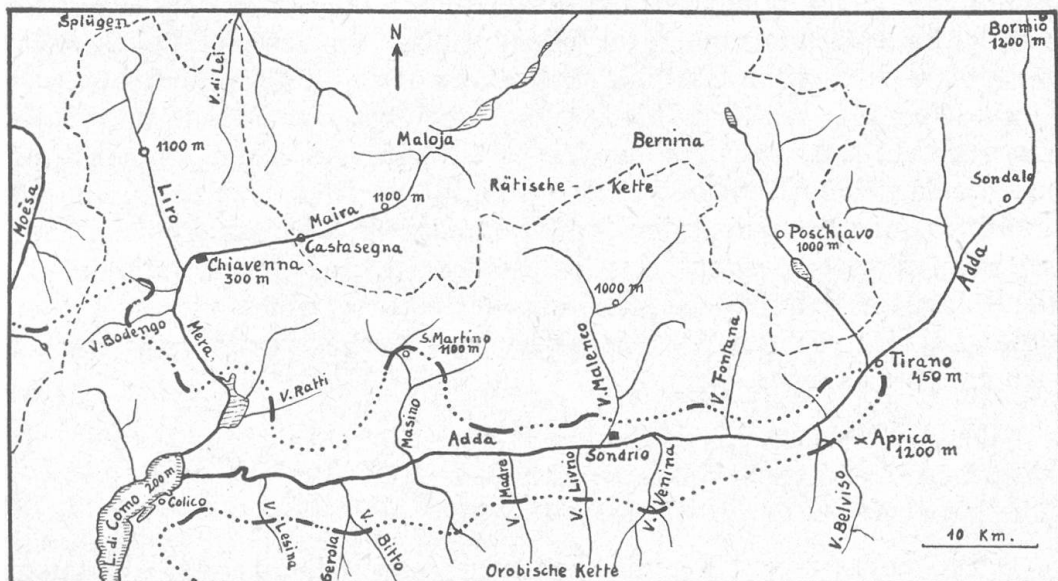 Splügen
V. di Lei
N
Bormio
1200 m
1100 m
Maloja
Bernina
Rätische - Kette
Sondalo
Moesa
Liro
Maira
1100 m
Castasegna
Poschiavo
1000 m
Adda
Chiavenna
300 m
1000 m
V. Bodengo
Mera
S. Martino
1100 m
V. Malenco
V. Fontana
Tirano
450 m
V. Ratti
Masino
Adda
Sondrio
Aprica
1200 m
L. di Como
200 m
Colico
V. Madre
V. Livno
V. Venina
V. Belviso
V. Lesina
Gerola
V. Bitto
10 Km.
Orobische Kette